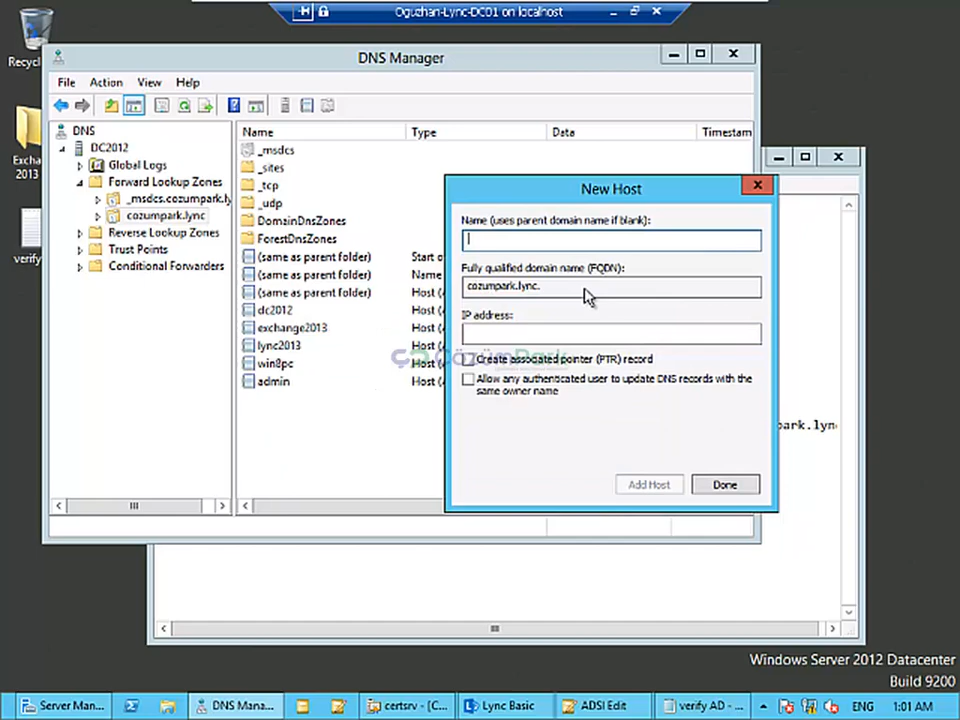 Oguzhan-Lync-DC01 on localhost
Recycl
Excha
2013
verify
DNS Manager
File Action View Help
DNS
DC2012
Global Logs
Forward Lookup Zones
_msdcs.cozumpark.ly
cozumpark.lync
Reverse Lookup Zones
Trust Points
Conditional Forwarders
Name Type Data Timestam
_msdcs
_sites
_tcp
_udp
DomainDnsZones
ForestDnsZones
(same as parent folder) Start o
(same as parent folder) Name
(same as parent folder) Host (A
dc2012 Host (A
exchange2013 Host (A
lync2013 Host (A
win8pc Host (A
admin Host (A
New Host
Name (uses parent domain name if blank):
Fully qualified domain name (FQDN):
cozumpark.lync.
IP address:
Create associated pointer (PTR) record
Allow any authenticated user to update DNS records with the
same owner name
Add Host Done
ÇözümPark
park.lync
Windows Server 2012 Datacenter
Build 9200
Server Man... DNS Mana... certsrv - [C... Lync Basic ADSI Edit verify AD - ... ENG 1:01 AM